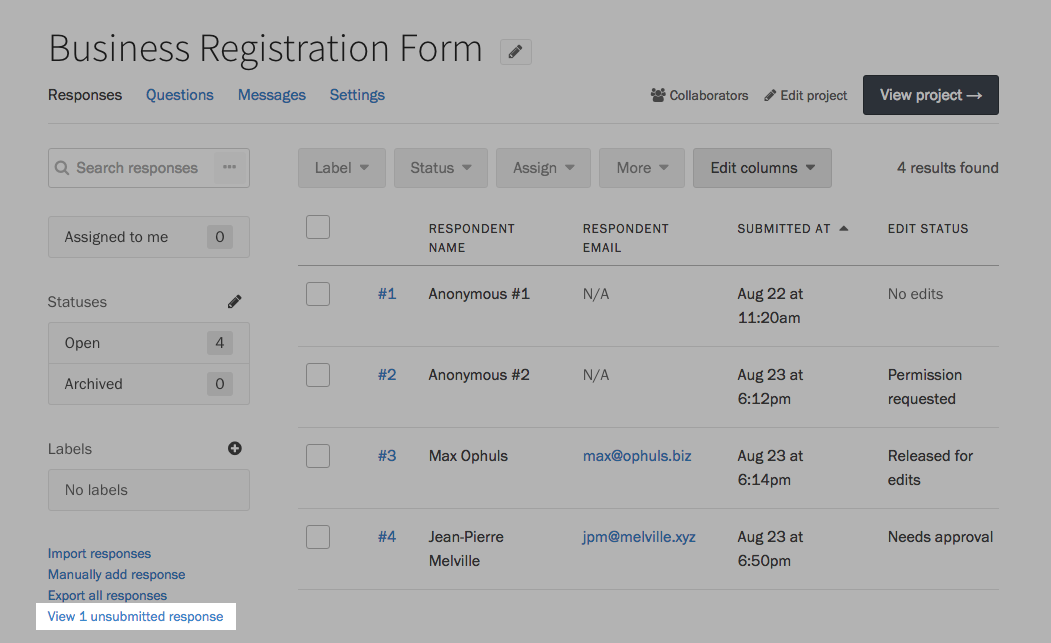 Business Registration Form
Responses Questions Messages Settings Collaborators Edit project View project →
Search responses ••• Label Status Assign More Edit columns 4 results found
Assigned to me 0
Statuses
Open 4
Archived 0
Labels
No labels
Import responses
Manually add response
Export all responses
View 1 unsubmitted response
RESPONDENT NAME RESPONDENT EMAIL SUBMITTED AT EDIT STATUS
#1 Anonymous #1 N/A Aug 22 at 11:20am No edits
#2 Anonymous #2 N/A Aug 23 at 6:12pm Permission requested
#3 Max Ophuls max@ophuls.biz Aug 23 at 6:14pm Released for edits
#4 Jean-Pierre Melville jpm@melville.xyz Aug 23 at 6:50pm Needs approval